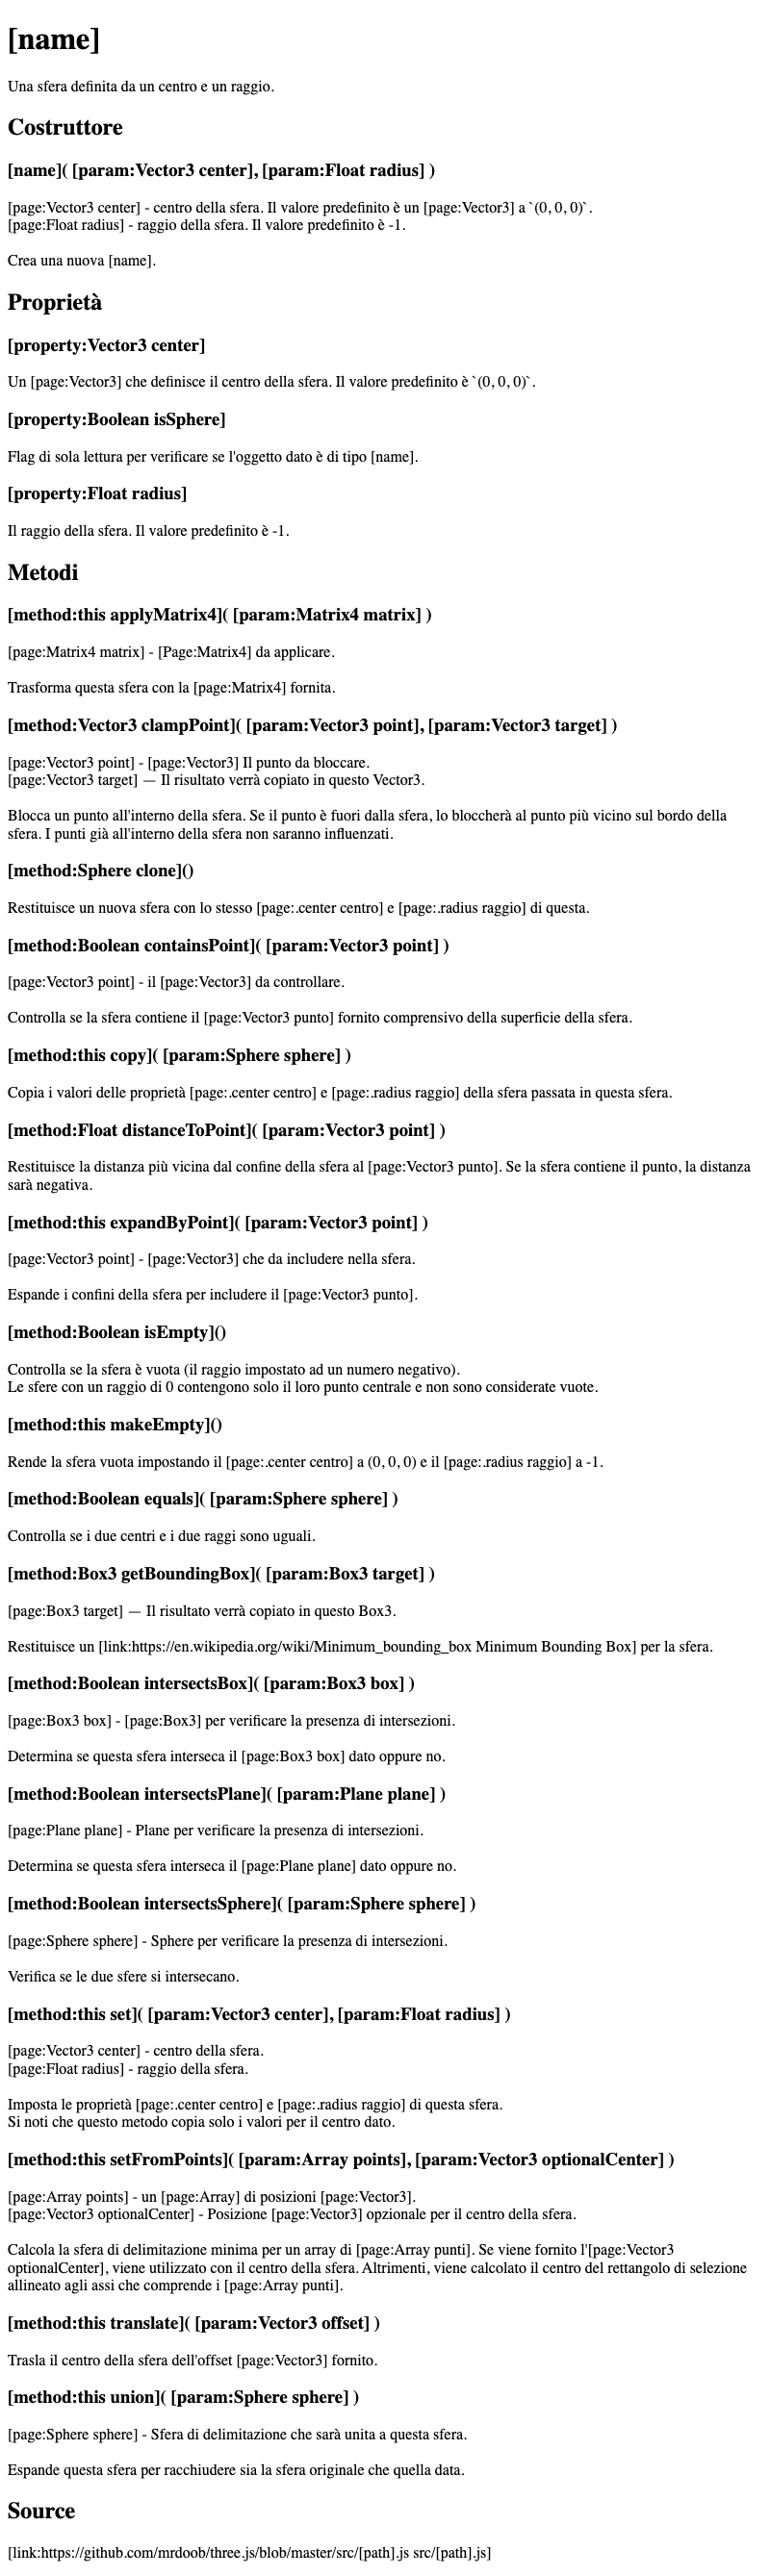 [name]
Una sfera definita da un centro e un raggio.
Costruttore
[name]( [param:Vector3 center], [param:Float radius] )
[page:Vector3 center] - centro della sfera. Il valore predefinito è un [page:Vector3] a `(0, 0, 0)`.
[page:Float radius] - raggio della sfera. Il valore predefinito è -1.
Crea una nuova [name].
Proprietà
[property:Vector3 center]
Un [page:Vector3] che definisce il centro della sfera. Il valore predefinito è `(0, 0, 0)`.
[property:Boolean isSphere]
Flag di sola lettura per verificare se l'oggetto dato è di tipo [name].
[property:Float radius]
Il raggio della sfera. Il valore predefinito è -1.
Metodi
[method:this applyMatrix4]( [param:Matrix4 matrix] )
[page:Matrix4 matrix] - [Page:Matrix4] da applicare.
Trasforma questa sfera con la [page:Matrix4] fornita.
[method:Vector3 clampPoint]( [param:Vector3 point], [param:Vector3 target] )
[page:Vector3 point] - [page:Vector3] Il punto da bloccare.
[page:Vector3 target] — Il risultato verrà copiato in questo Vector3.
Blocca un punto all'interno della sfera. Se il punto è fuori dalla sfera, lo bloccherà al punto più vicino sul bordo della
sfera. I punti già all'interno della sfera non saranno influenzati.
[method:Sphere clone]()
Restituisce un nuova sfera con lo stesso [page:.center centro] e [page:.radius raggio] di questa.
[method:Boolean containsPoint]( [param:Vector3 point] )
[page:Vector3 point] - il [page:Vector3] da controllare.
Controlla se la sfera contiene il [page:Vector3 punto] fornito comprensivo della superficie della sfera.
[method:this copy]( [param:Sphere sphere] )
Copia i valori delle proprietà [page:.center centro] e [page:.radius raggio] della sfera passata in questa sfera.
[method:Float distanceToPoint]( [param:Vector3 point] )
Restituisce la distanza più vicina dal confine della sfera al [page:Vector3 punto]. Se la sfera contiene il punto, la distanza
sarà negativa.
[method:this expandByPoint]( [param:Vector3 point] )
[page:Vector3 point] - [page:Vector3] che da includere nella sfera.
Espande i confini della sfera per includere il [page:Vector3 punto].
[method:Boolean isEmpty]()
Controlla se la sfera è vuota (il raggio impostato ad un numero negativo).
Le sfere con un raggio di 0 contengono solo il loro punto centrale e non sono considerate vuote.
[method:this makeEmpty]()
Rende la sfera vuota impostando il [page:.center centro] a (0, 0, 0) e il [page:.radius raggio] a -1.
[method:Boolean equals]( [param:Sphere sphere] )
Controlla se i due centri e i due raggi sono uguali.
[method:Box3 getBoundingBox]( [param:Box3 target] )
[page:Box3 target] — Il risultato verrà copiato in questo Box3.
Restituisce un [link:https://en.wikipedia.org/wiki/Minimum_bounding_box Minimum Bounding Box] per la sfera.
[method:Boolean intersectsBox]( [param:Box3 box] )
[page:Box3 box] - [page:Box3] per verificare la presenza di intersezioni.
Determina se questa sfera interseca il [page:Box3 box] dato oppure no.
[method:Boolean intersectsPlane]( [param:Plane plane] )
[page:Plane plane] - Plane per verificare la presenza di intersezioni.
Determina se questa sfera interseca il [page:Plane plane] dato oppure no.
[method:Boolean intersectsSphere]( [param:Sphere sphere] )
[page:Sphere sphere] - Sphere per verificare la presenza di intersezioni.
Verifica se le due sfere si intersecano.
[method:this set]( [param:Vector3 center], [param:Float radius] )
[page:Vector3 center] - centro della sfera.
[page:Float radius] - raggio della sfera.
Imposta le proprietà [page:.center centro] e [page:.radius raggio] di questa sfera.
Si noti che questo metodo copia solo i valori per il centro dato.
[method:this setFromPoints]( [param:Array points], [param:Vector3 optionalCenter] )
[page:Array points] - un [page:Array] di posizioni [page:Vector3].
[page:Vector3 optionalCenter] - Posizione [page:Vector3] opzionale per il centro della sfera.
Calcola la sfera di delimitazione minima per un array di [page:Array punti]. Se viene fornito l'[page:Vector3
optionalCenter], viene utilizzato con il centro della sfera. Altrimenti, viene calcolato il centro del rettangolo di selezione
allineato agli assi che comprende i [page:Array punti].
[method:this translate]( [param:Vector3 offset] )
Trasla il centro della sfera dell'offset [page:Vector3] fornito.
[method:this union]( [param:Sphere sphere] )
[page:Sphere sphere] - Sfera di delimitazione che sarà unita a questa sfera.
Espande questa sfera per racchiudere sia la sfera originale che quella data.
Source
[link:https://github.com/mrdoob/three.js/blob/master/src/[path].js src/[path].js]